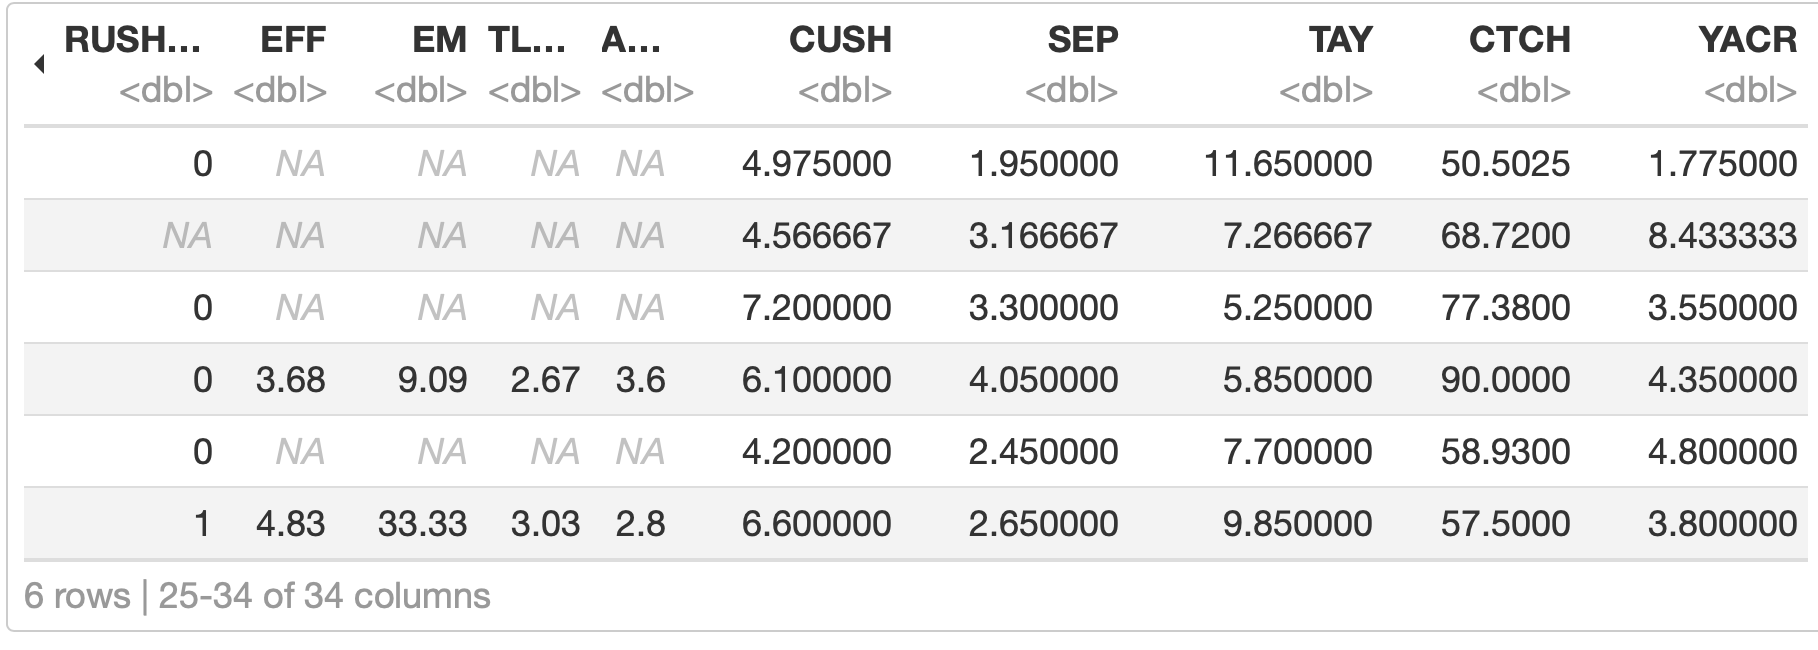 RUSH... EFF EM TL... A... CUSH SEP TAY CTCH YACR
<dbl> <dbl> <dbl> <dbl> <dbl> <dbl> <dbl> <dbl> <dbl> <dbl>
0 NA NA NA NA 4.975000 1.950000 11.650000 50.5025 1.775000
NA NA NA NA NA 4.566667 3.166667 7.266667 68.7200 8.433333
0 NA NA NA NA 7.200000 3.300000 5.250000 77.3800 3.550000
0 3.68 9.09 2.67 3.6 6.100000 4.050000 5.850000 90.0000 4.350000
0 NA NA NA NA 4.200000 2.450000 7.700000 58.9300 4.800000
1 4.83 33.33 3.03 2.8 6.600000 2.650000 9.850000 57.5000 3.800000
6 rows | 25-34 of 34 columns